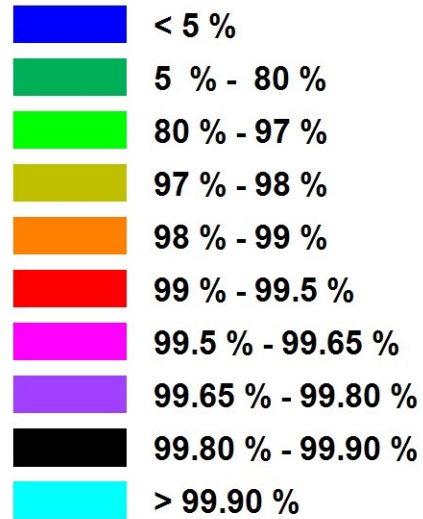 < 5 %
5 % - 80 %
80 % - 97 %
97 % - 98 %
98 % - 99 %
99 % - 99.5 %
99.5 % - 99.65 %
99.65 % - 99.80 %
99.80 % - 99.90 %
> 99.90 %